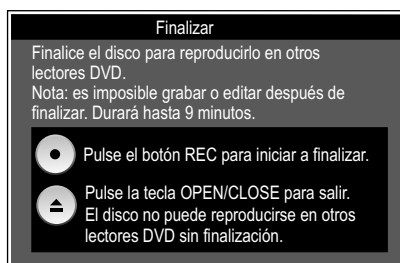 Finalizar
Finalice el disco para reproducirlo en otros
lectores DVD.
Nota: es imposible grabar o editar después de
finalizar. Durará hasta 9 minutos.
Pulse el botón REC para iniciar a finalizar.
Pulse la tecla OPEN/CLOSE para salir.
El disco no puede reproducirse en otros
lectores DVD sin finalización.